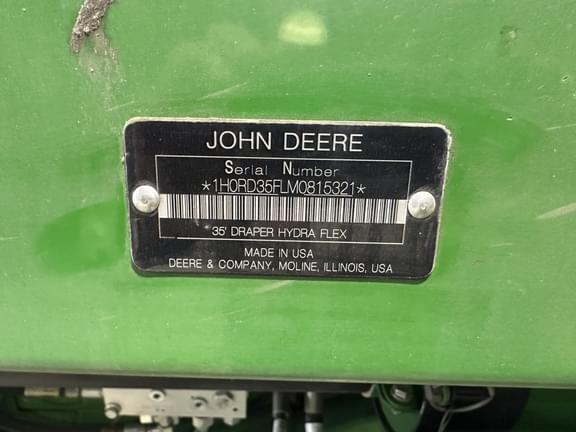 JOHN DEERE
Serial Number
*1H0RD35FLM0815321*
35' DRAPER HYDRA FLEX
MADE IN USA
DEERE & COMPANY, MOLINE, ILLINOIS, USA